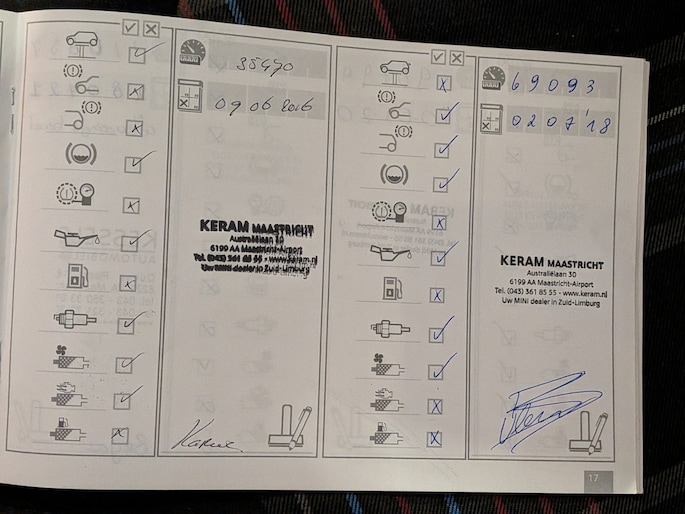 35470
09 06 2016
KERAM MAASTRICHT
Australiëlaan 30
6199 AA Maastricht-Airport
Tel. (043) 361 85 55 - www.keram.nl
Uw MINI dealer in Zuid-Limburg
69093
02 07 '18
KERAM MAASTRICHT
Australiëlaan 30
6199 AA Maastricht-Airport
Tel. (043) 361 85 55 - www.keram.nl
Uw MINI dealer in Zuid-Limburg
17